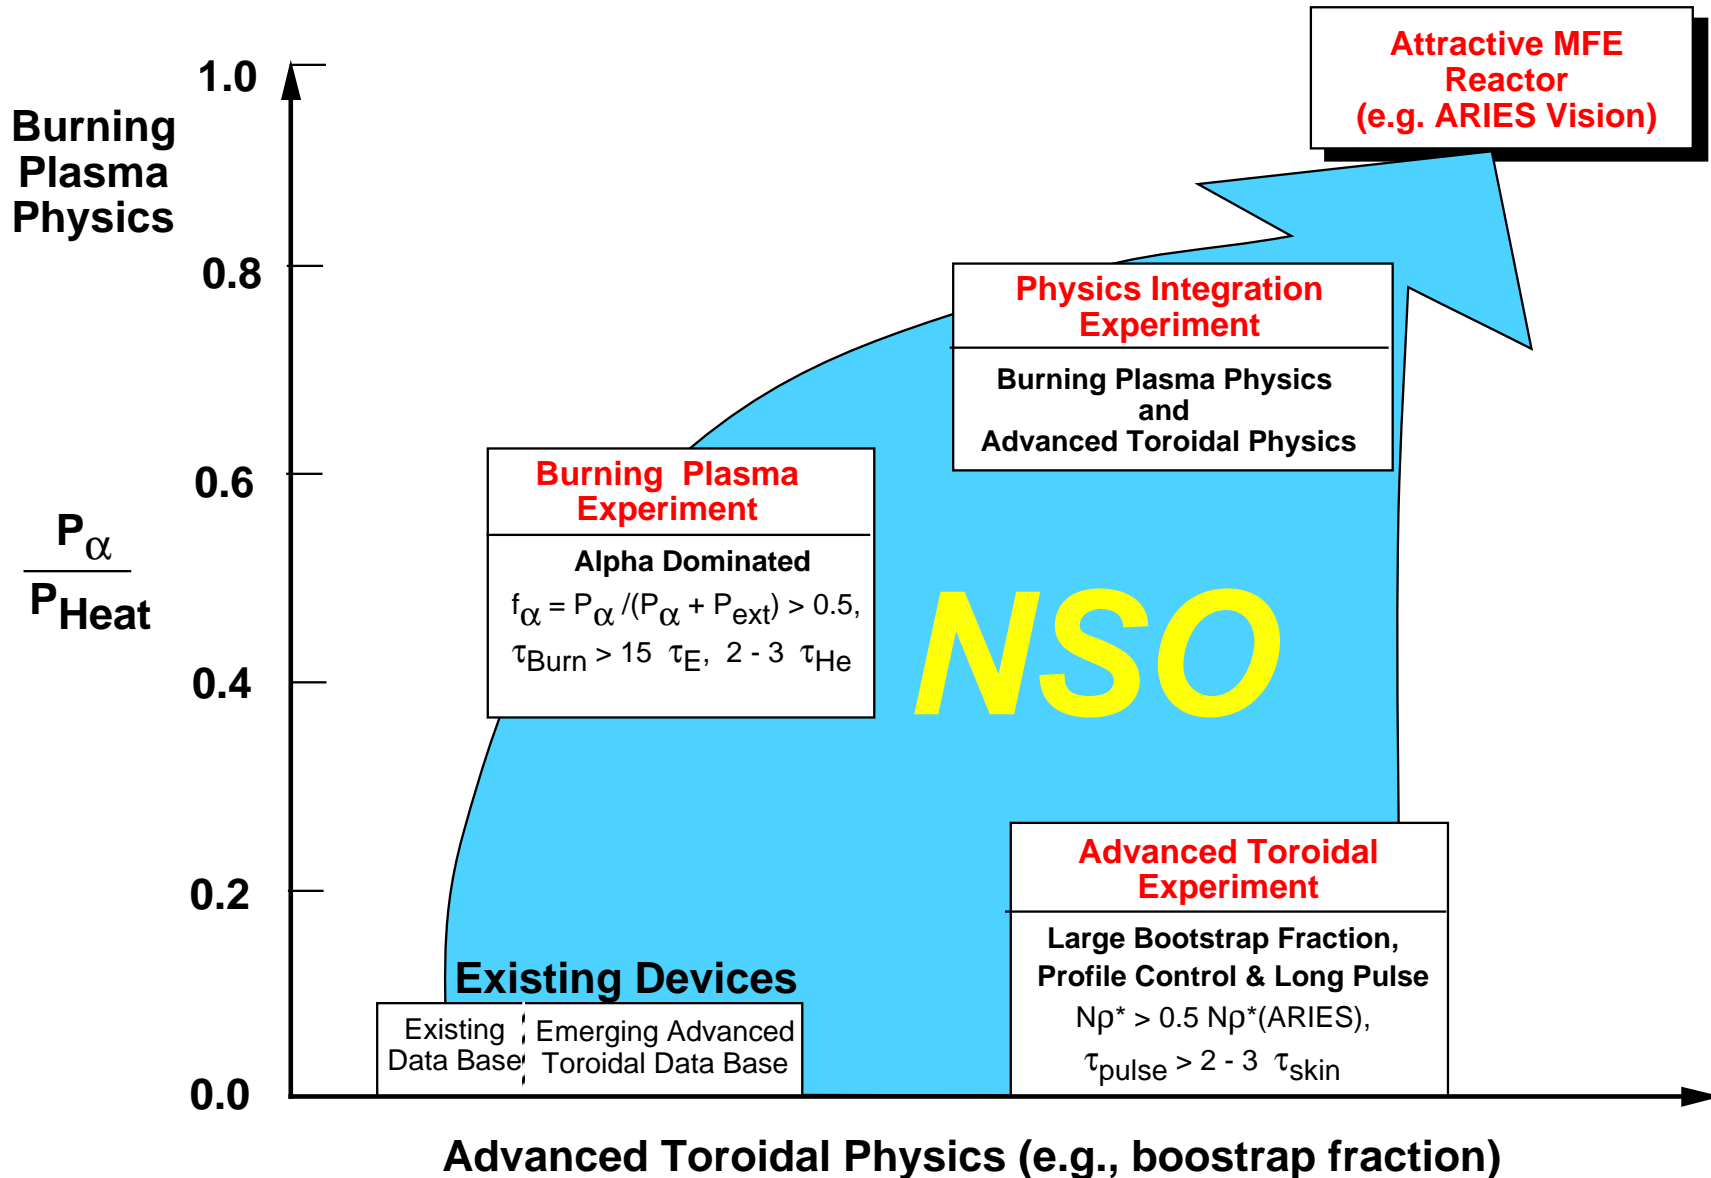 Attractive MFE
Reactor
(e.g. ARIES Vision)
1.0
Burning
Plasma
Physics
0.8
Physics Integration
Experiment
Burning Plasma Physics
and
Advanced Toroidal Physics
0.6
Burning Plasma
Experiment
Alpha Dominated
fα = Pα /(Pα + Pext) > 0.5,
τBurn > 15 τE, 2 - 3 τHe
Pα
PHeat
NSO
0.4
0.2
Advanced Toroidal
Experiment
Large Bootstrap Fraction,
Profile Control & Long Pulse
Nρ* > 0.5 Nρ*(ARIES),
τpulse > 2 - 3 τskin
Existing Devices
Existing
Data Base
Emerging Advanced
Toroidal Data Base
0.0
Advanced Toroidal Physics (e.g., boostrap fraction)